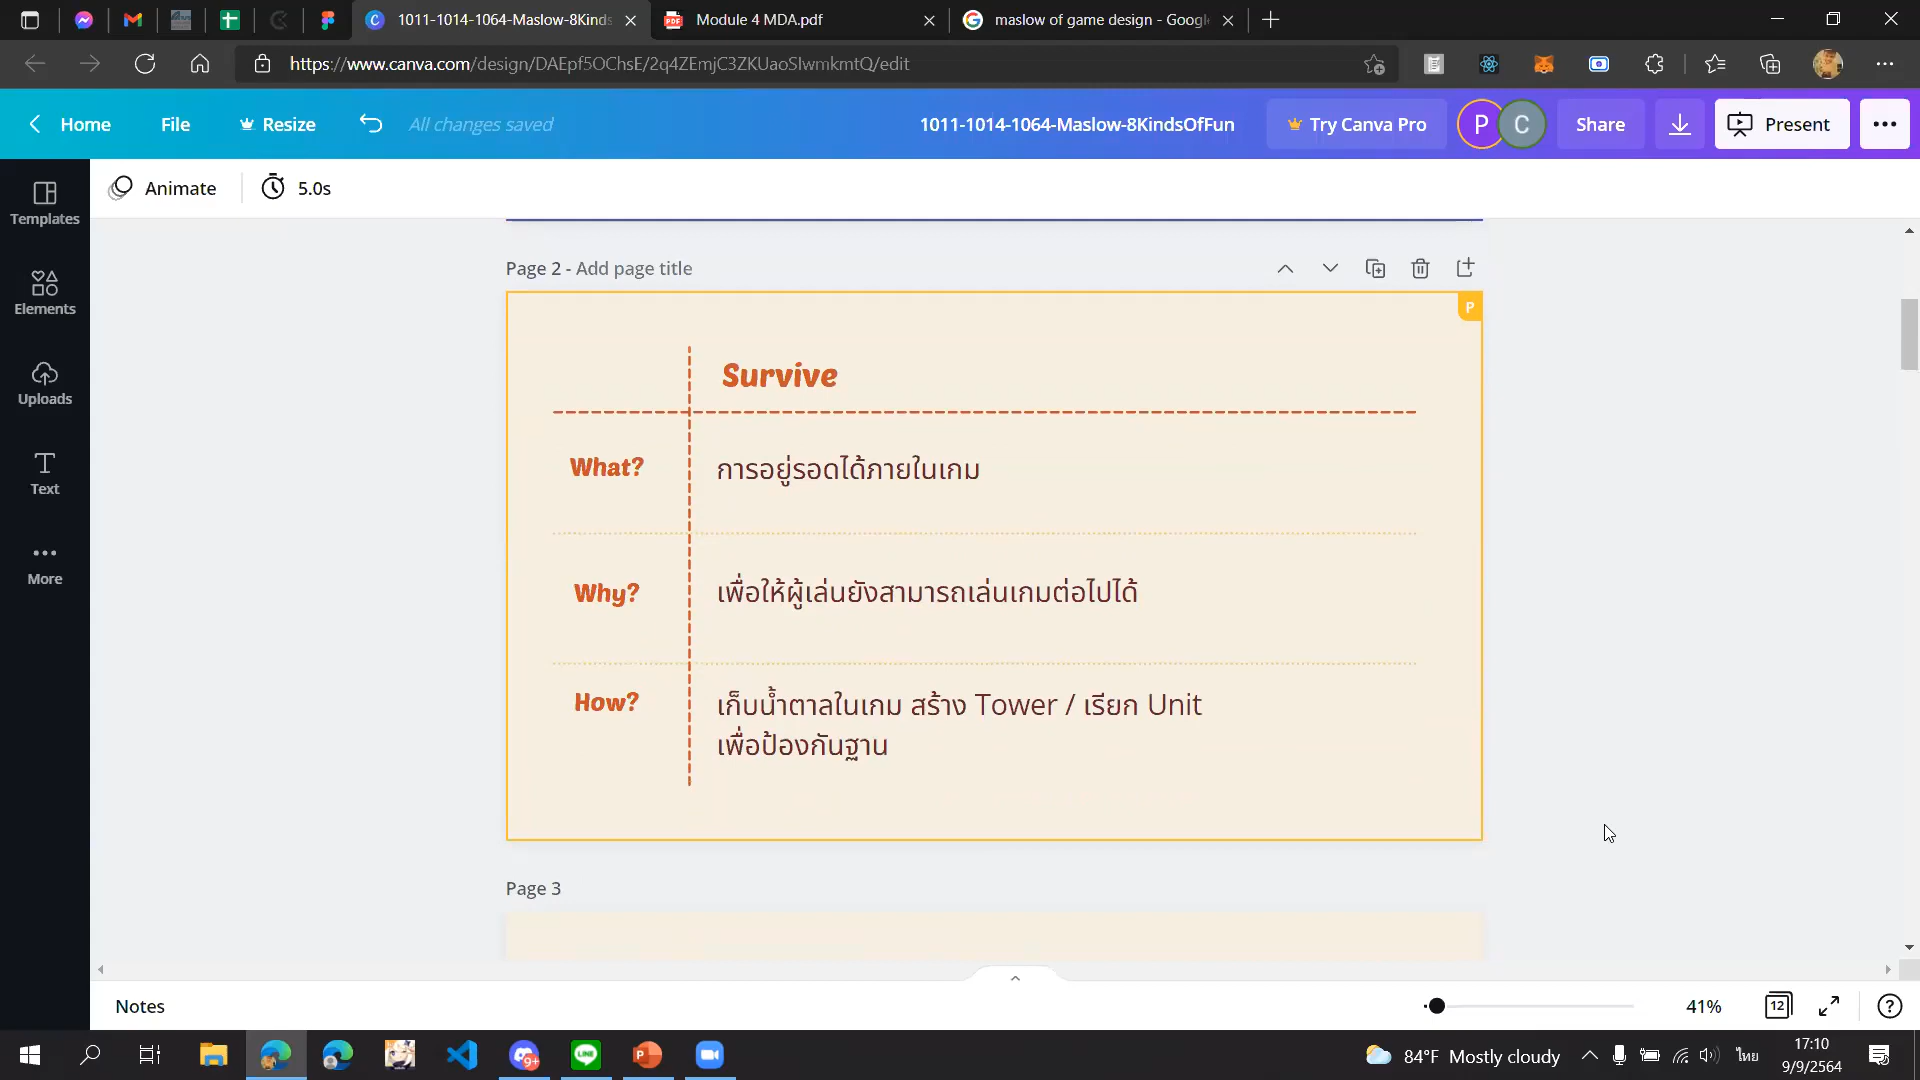 1011-1014-1064-Maslow-8Kinds
Module 4 MDA.pdf
maslow of game design - Googl
https://www.canva.com/design/DAEpf5OChsE/2q4ZEmjC3ZKUaoSlwmkmtQ/edit
Home
File
Resize
All changes saved
1011-1014-1064-Maslow-8KindsOfFun
Try Canva Pro
P
C
Share
Present
Templates
Animate
5.0s
Elements
Uploads
Text
More
Page 2 - Add page title
P
Survive
What?
การอยู่รอดได้ภายในเกม
Why?
เพื่อให้ผู้เล่นยังสามารถเล่นเกมต่อไปได้
How?
เก็บน้ำตาลในเกม สร้าง Tower / เรียก Unit
เพื่อป้องกันฐาน
Page 3
Notes
41%
12
84°F Mostly cloudy
ไทย
17:10
9/9/2564